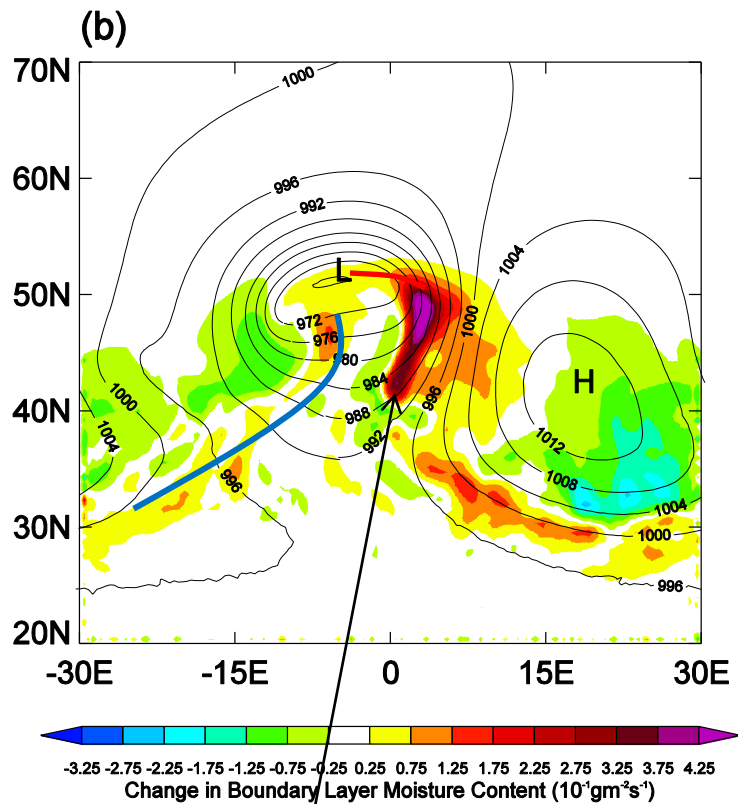 (b)
70N
1000
60N
996
992
1004
L
50N
972
1000
976
980
984
H
1000
996
40N
988
1004
992
1012
996
1008
1004
30N
1000
996
20N
-30E -15E 0 15E 30E
-3.25 -2.75 -2.25 -1.75 -1.25 -0.75 -0.25 0.25 0.75 1.25 1.75 2.25 2.75 3.25 3.75 4.25
Change in Boundary Layer Moisture Content (10⁻¹gm⁻²s⁻¹)